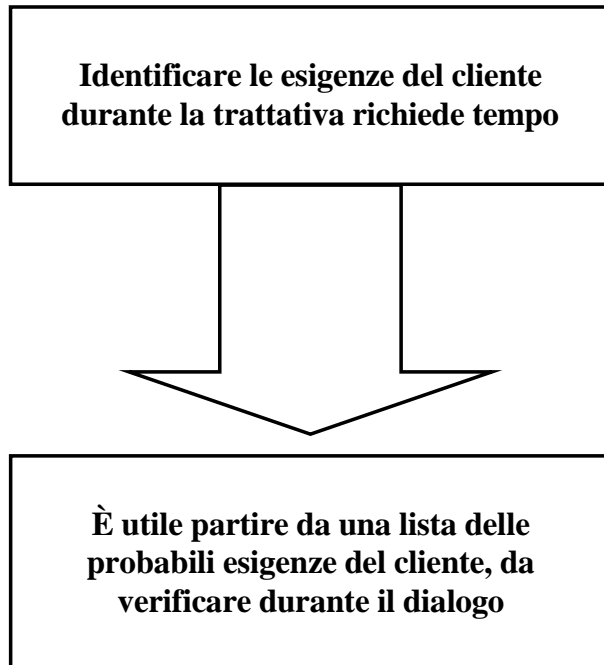 Identificare le esigenze del cliente
durante la trattativa richiede tempo
È utile partire da una lista delle
probabili esigenze del cliente, da
verificare durante il dialogo